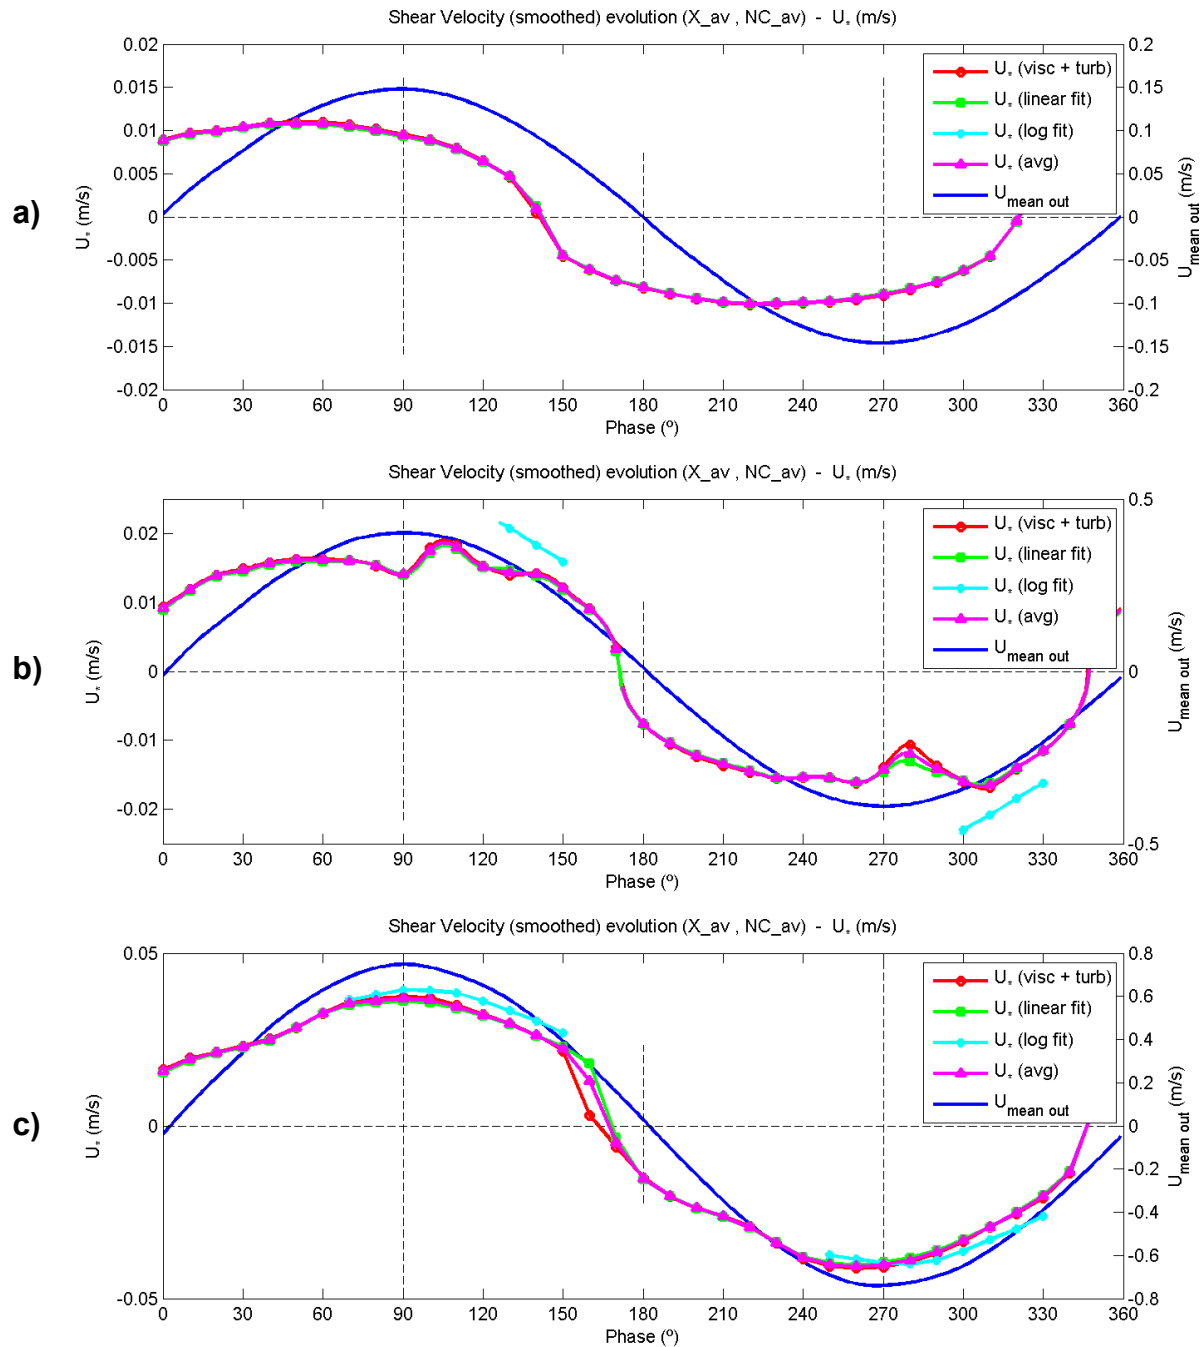 Shear Velocity (smoothed) evolution (X_av , NC_av) - U* (m/s)
a)
U* (m/s)
0.02
0.015
0.01
0.005
0
-0.005
-0.01
-0.015
-0.02
0 30 60 90 120 150 180 210 240 270 300 330 360
Phase (º)
0.2
0.15
0.1
0.05
0
-0.05
-0.1
-0.15
-0.2
U mean out (m/s)
U* (visc + turb)
U* (linear fit)
U* (log fit)
U* (avg)
U mean out
Shear Velocity (smoothed) evolution (X_av , NC_av) - U* (m/s)
b)
U* (m/s)
0.02
0.01
0
-0.01
-0.02
0 30 60 90 120 150 180 210 240 270 300 330 360
Phase (º)
0.5
0
-0.5
U mean out (m/s)
U* (visc + turb)
U* (linear fit)
U* (log fit)
U* (avg)
U mean out
Shear Velocity (smoothed) evolution (X_av , NC_av) - U* (m/s)
c)
U* (m/s)
0.05
0
-0.05
0 30 60 90 120 150 180 210 240 270 300 330 360
Phase (º)
0.8
0.6
0.4
0.2
0
-0.2
-0.4
-0.6
-0.8
U mean out (m/s)
U* (visc + turb)
U* (linear fit)
U* (log fit)
U* (avg)
U mean out